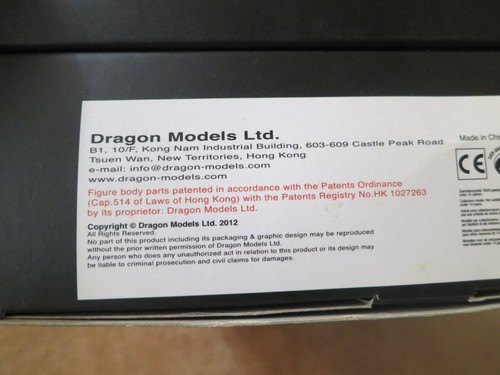 Dragon Models Ltd.
B1, 10/F, Kong Nam Industrial Building, 603-609 Castle Peak Road
Tsuen Wan, New Territories, Hong Kong
e-mail: info@dragon-models.com
www.dragon-models.com
Figure body parts patented in accordance with the Patents Ordinance
(Cap.514 of Laws of Hong Kong) with the Patents Registry No.HK 1027263
by its proprietor: Dragon Models Ltd.
Copyright © Dragon Models Ltd. 2012
All Rights Reserved.
No part of this product including its packaging & graphic design may be reproduced
without the prior written permission of Dragon Models Ltd.
Any person who does any unauthorized act in relation to this product or its design may
be liable to criminal prosecution and civil claims for damages.
Made in Chi
CE